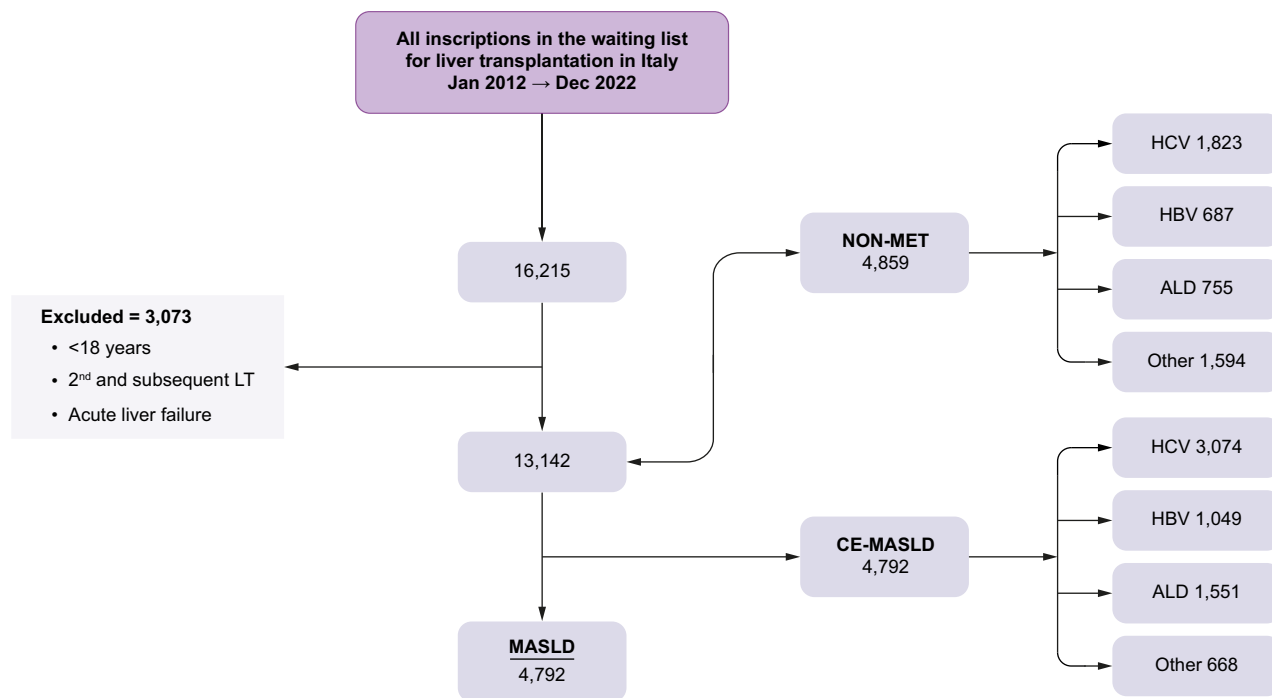 All inscriptions in the waiting list
for liver transplantation in Italy
Jan 2012 → Dec 2022
16,215
Excluded = 3,073
• <18 years
• 2nd and subsequent LT
• Acute liver failure
13,142
NON-MET
4,859
HCV 1,823
HBV 687
ALD 755
Other 1,594
CE-MASLD
4,792
HCV 3,074
HBV 1,049
ALD 1,551
Other 668
MASLD
4,792